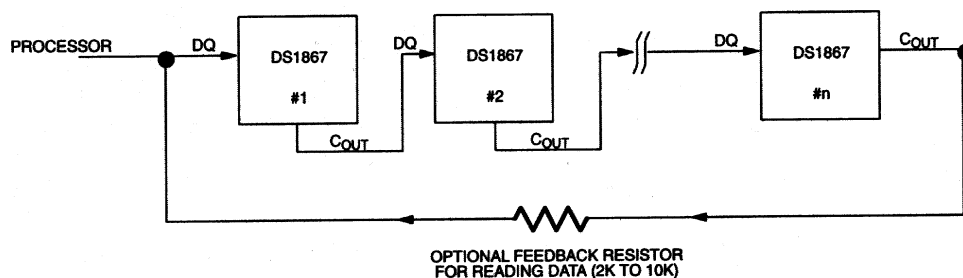 PROCESSOR
DQ
DS1867
#1
COUT
DQ
DS1867
#2
COUT
DQ
DS1867
#n
COUT
OPTIONAL FEEDBACK RESISTOR
FOR READING DATA (2K TO 10K)